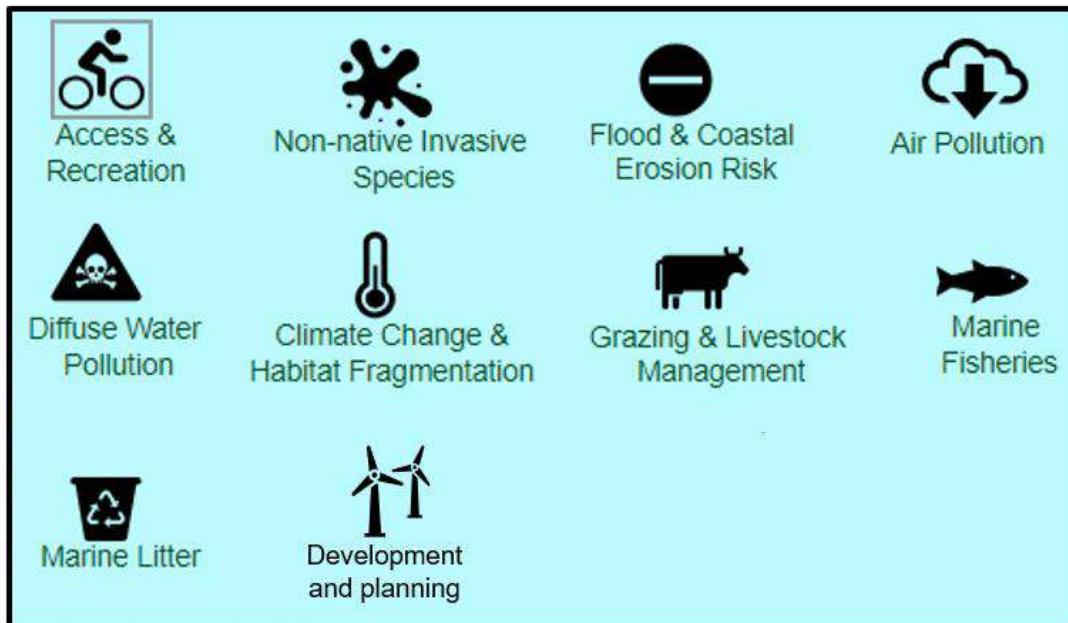 Access &
Recreation
Non-native Invasive
Species
Flood & Coastal
Erosion Risk
Air Pollution
Diffuse Water
Pollution
Climate Change &
Habitat Fragmentation
Grazing & Livestock
Management
Marine
Fisheries
Marine Litter
Development
and planning